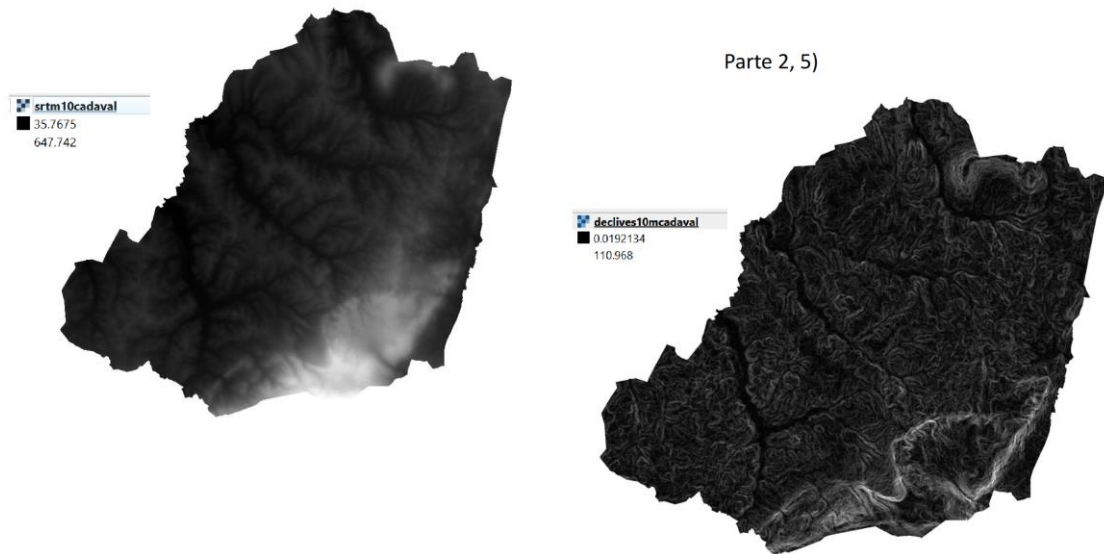 Parte 2, 5)
srtm10cadaval
35.7675
647.742
declives10mcadaval
0.0192134
110.968